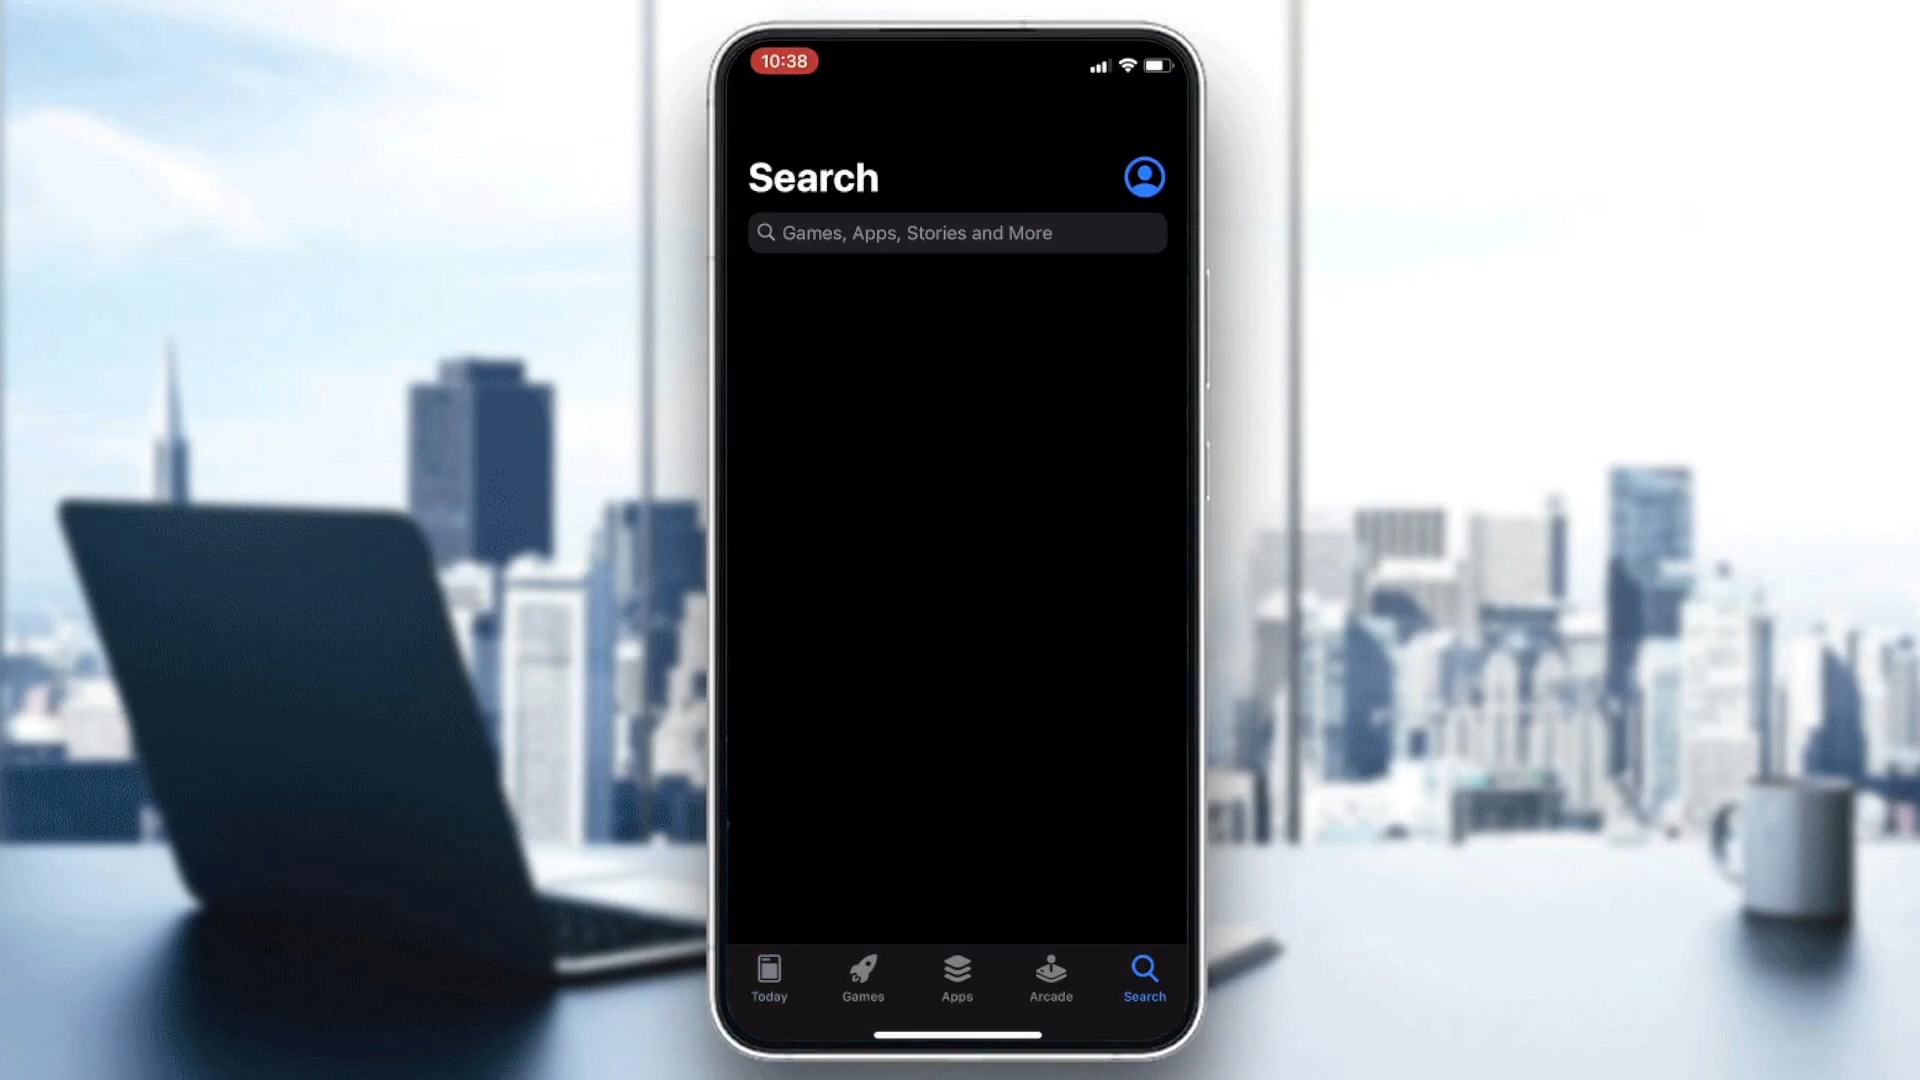 10:38
Search
Games, Apps, Stories and More
Today
Games
Apps
Arcade
Search